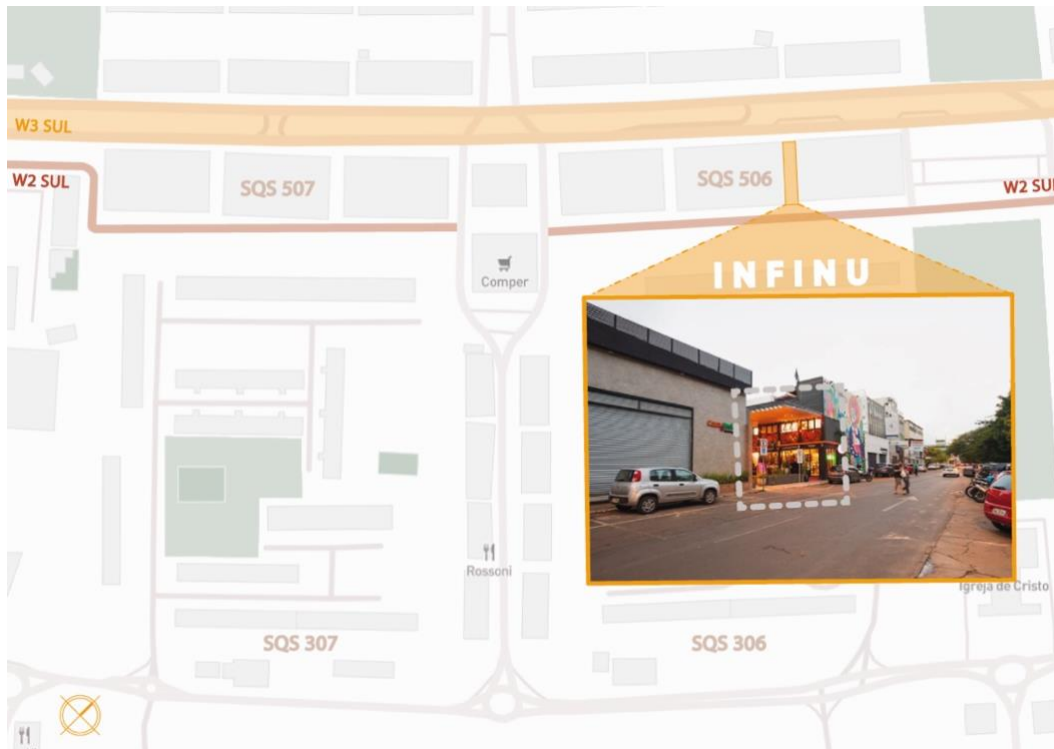 W3 SUL
W2 SUL
SQS 507
SQS 506
W2 SUL
Comper
INFINU
Rossoni
Igreja de Cristo
SQS 307
SQS 306